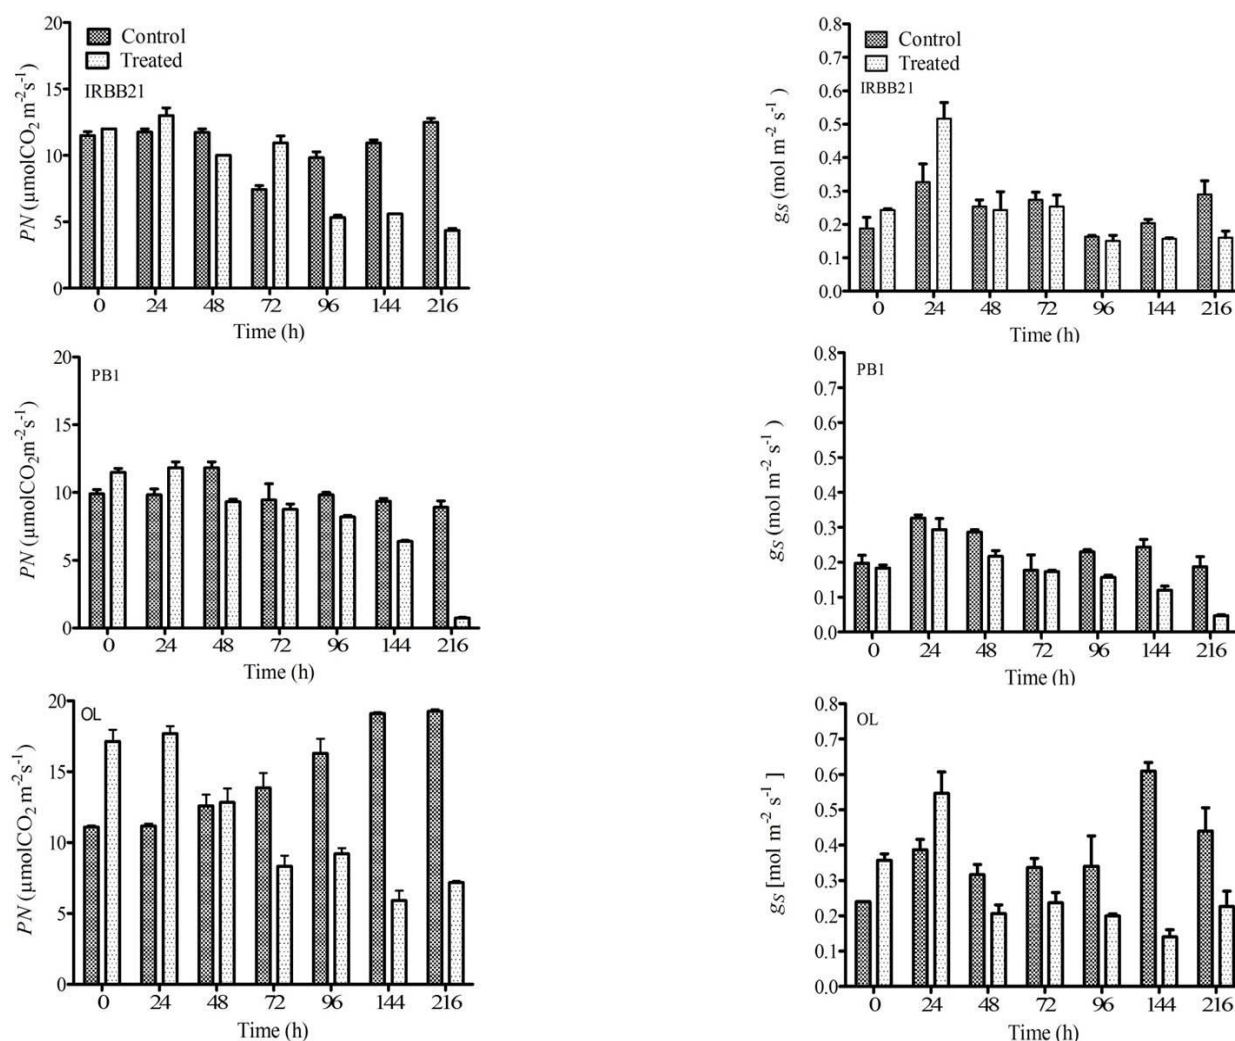 20
15
10
5
0
PN (µmolCO₂ m⁻²s⁻¹)
Control
Treated
IRBB21
0 24 48 72 96 144 216
Time (h)
0.8
0.7
0.6
0.5
0.4
0.3
0.2
0.1
0.0
gs (mol m⁻² s⁻¹)
Control
Treated
IRBB21
0 24 48 72 96 144 216
Time (h)
20
15
10
5
0
PN (µmolCO₂m⁻²s⁻¹)
PB1
0 24 48 72 96 144 216
Time (h)
0.8
0.7
0.6
0.5
0.4
0.3
0.2
0.1
0.0
gs (mol m⁻² s⁻¹)
PB1
0 24 48 72 96 144 216
Time (h)
20
15
10
5
0
PN (µmolCO₂ m⁻²s⁻¹)
OL
0 24 48 72 96 144 216
Time (h)
0.8
0.7
0.6
0.5
0.4
0.3
0.2
0.1
0.0
gs [mol m⁻² s⁻¹]
OL
0 24 48 72 96 144 216
Time (h)